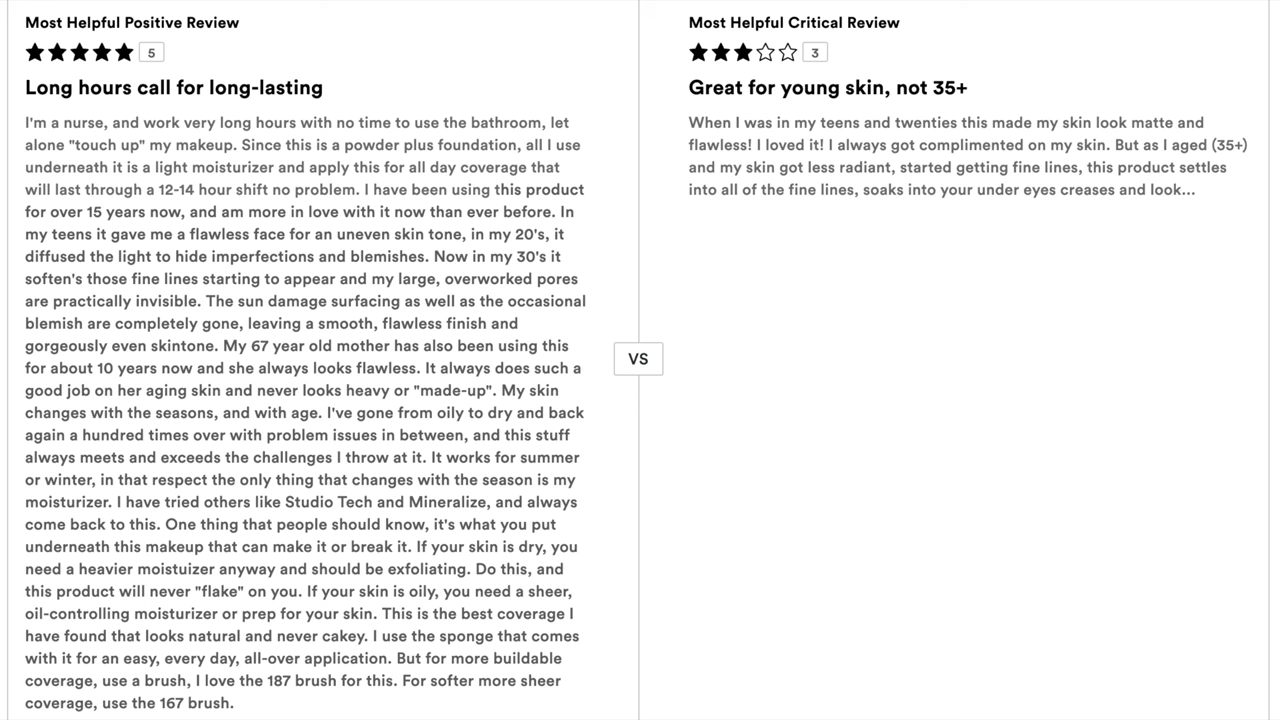 Most Helpful Positive Review
5
Long hours call for long-lasting
I'm a nurse, and work very long hours with no time to use the bathroom, let
alone "touch up" my makeup. Since this is a powder plus foundation, all I use
underneath it is a light moisturizer and apply this for all day coverage that
will last through a 12-14 hour shift no problem. I have been using this product
for over 15 years now, and am more in love with it now than ever before. In
my teens it gave me a flawless face for an uneven skin tone, in my 20's, it
diffused the light to hide imperfections and blemishes. Now in my 30's it
soften's those fine lines starting to appear and my large, overworked pores
are practically invisible. The sun damage surfacing as well as the occasional
blemish are completely gone, leaving a smooth, flawless finish and
gorgeously even skintone. My 67 year old mother has also been using this
for about 10 years now and she always looks flawless. It always does such a
good job on her aging skin and never looks heavy or "made-up". My skin
changes with the seasons, and with age. I've gone from oily to dry and back
again a hundred times over with problem issues in between, and this stuff
always meets and exceeds the challenges I throw at it. It works for summer
or winter, in that respect the only thing that changes with the season is my
moisturizer. I have tried others like Studio Tech and Mineralize, and always
come back to this. One thing that people should know, it's what you put
underneath this makeup that can make it or break it. If your skin is dry, you
need a heavier moistuizer anyway and should be exfoliating. Do this, and
this product will never "flake" on you. If your skin is oily, you need a sheer,
oil-controlling moisturizer or prep for your skin. This is the best coverage I
have found that looks natural and never cakey. I use the sponge that comes
with it for an easy, every day, all-over application. But for more buildable
coverage, use a brush, I love the 187 brush for this. For softer more sheer
coverage, use the 167 brush.
VS
Most Helpful Critical Review
3
Great for young skin, not 35+
When I was in my teens and twenties this made my skin look matte and
flawless! I loved it! I always got complimented on my skin. But as I aged (35+)
and my skin got less radiant, started getting fine lines, this product settles
into all of the fine lines, soaks into your under eyes creases and look...